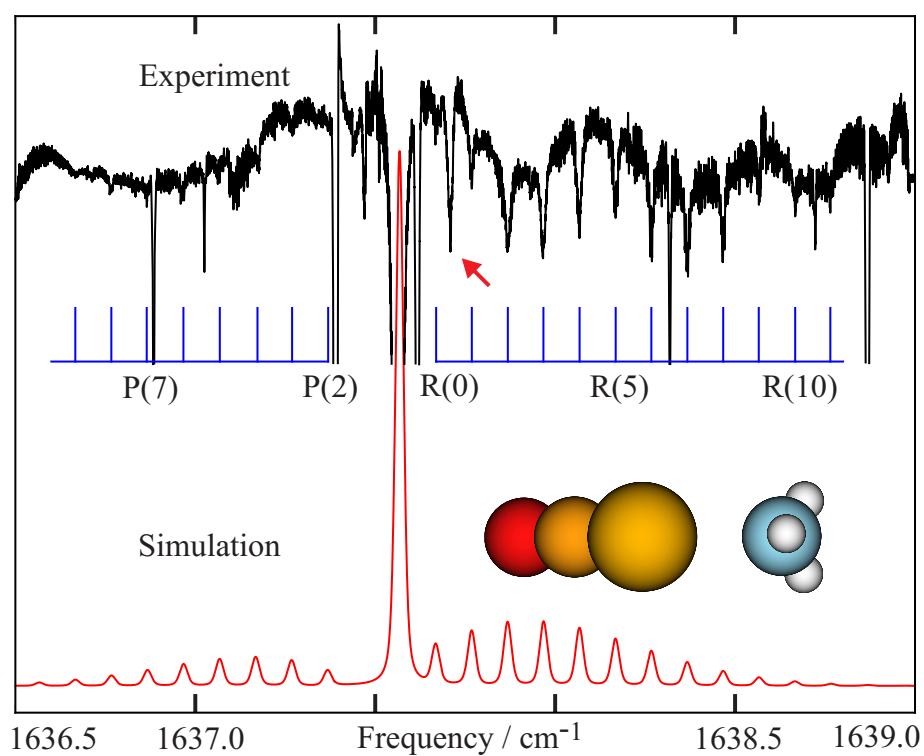 Experiment
P(7)
P(2)
R(0)
R(5)
R(10)
Simulation
1636.5
1637.0
Frequency / cm-1
1638.5
1639.0